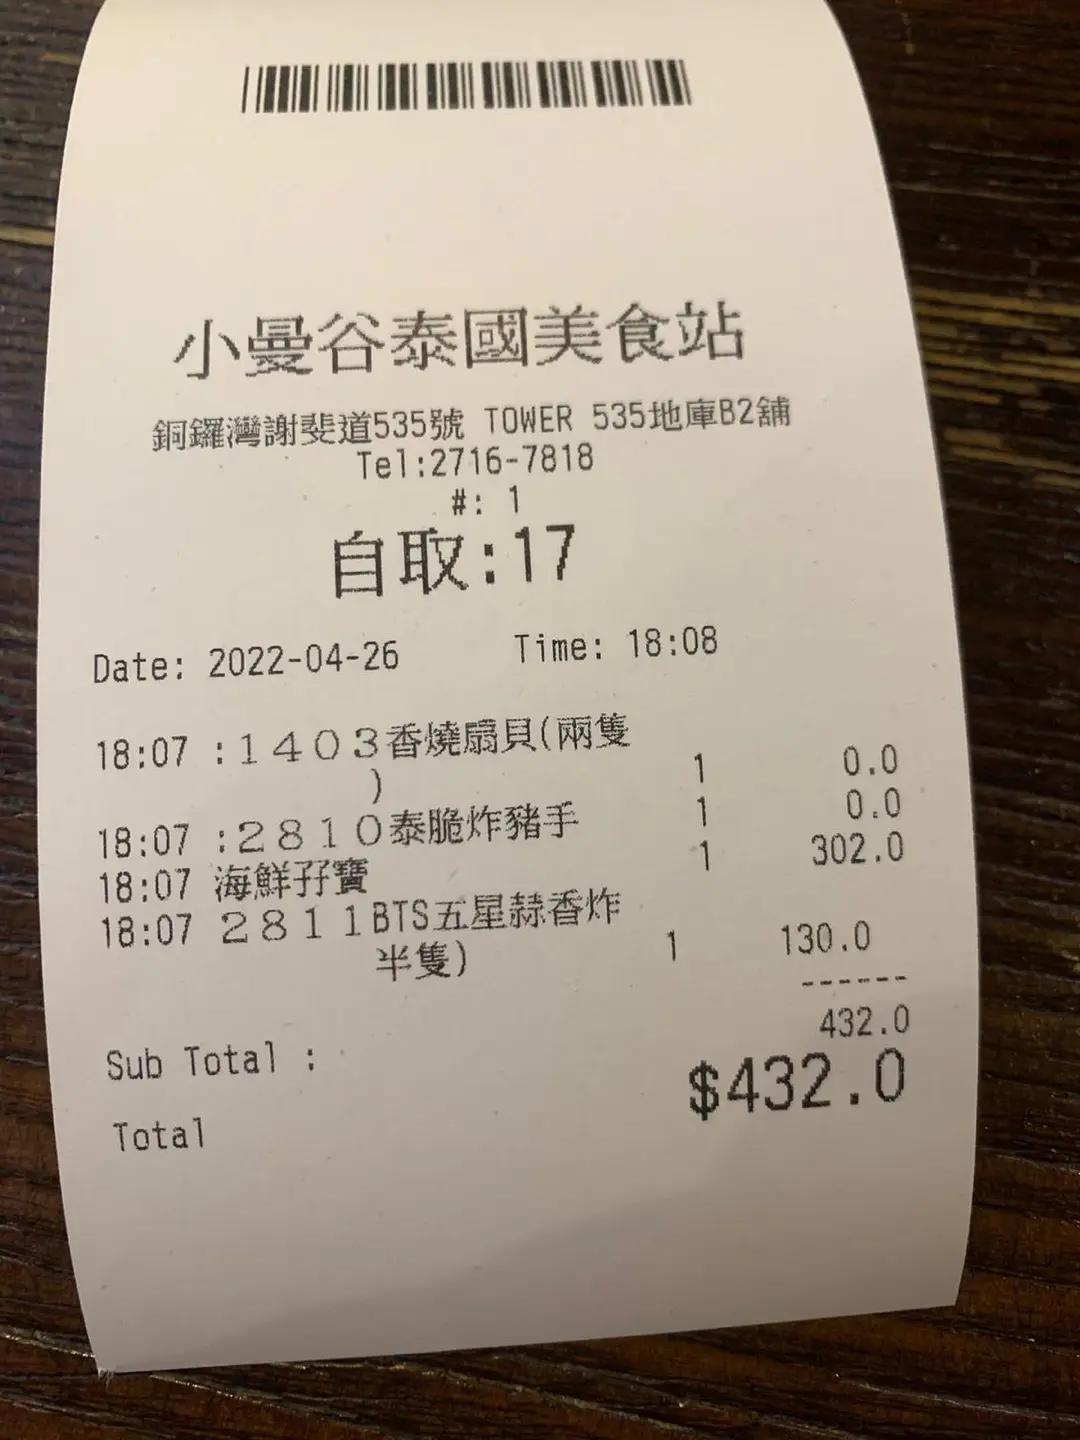 小曼谷泰國美食站
銅鑼灣謝斐道535號 TOWER 535地庫B2舖
Tel:2716-7818
#: 1
自取:17
Date: 2022-04-26 Time: 18:08
18:07 :1403香燒扇貝(兩隻
) 1 0.0
18:07 :2810泰脆炸豬手 1 0.0
18:07 海鮮孖寶 1 302.0
18:07 2811BTS五星蒜香炸
半隻) 1 130.0
------
Sub Total : 432.0
Total $432.0